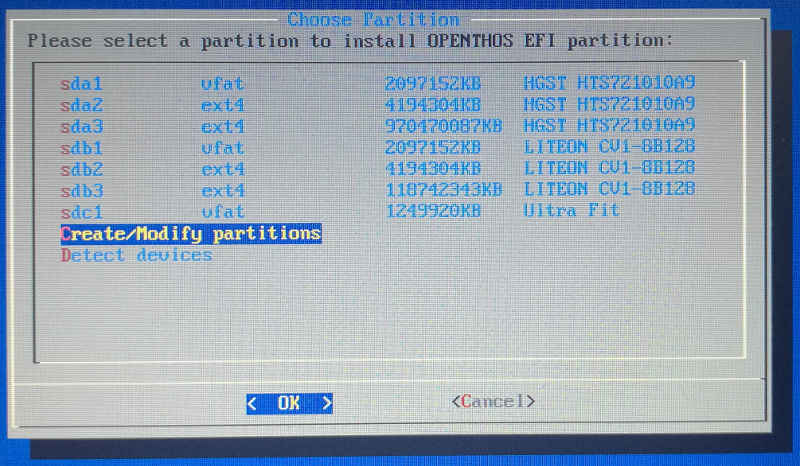 Choose Partition
Please select a partition to install OPENTHOS EFI partition:
sda1 vfat 2097152KB HGST HTS721010A9
sda2 ext4 4194304KB HGST HTS721010A9
sda3 ext4 970470087KB HGST HTS721010A9
sdb1 vfat 2097152KB LITEON CV1-8B128
sdb2 ext4 4194304KB LITEON CV1-8B128
sdb3 ext4 118742343KB LITEON CV1-8B128
sdc1 vfat 1249920KB Ultra Fit
Create/Modify partitions
Detect devices
< OK > <Cancel>